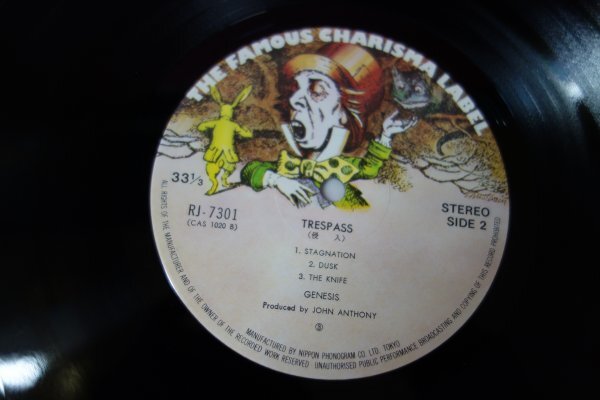 THE FAMOUS CHARISMA LABEL
33 1/3
RJ-7301
(CAS 1020 B)
STEREO
SIDE 2
TRESPASS
(侵 入)
1. STAGNATION
2. DUSK
3. THE KNIFE
GENESIS
Produced by JOHN ANTHONY
Ⓢ
MANUFACTURED BY NIPPON PHONOGRAM CO. LTD. TOKYO
ALL RIGHTS OF THE MANUFACTURER AND OF THE OWNER OF THE RECORDED WORK RESERVED. UNAUTHORISED PUBLIC PERFORMANCE, BROADCASTING AND COPYING OF THIS RECORD PROHIBITED